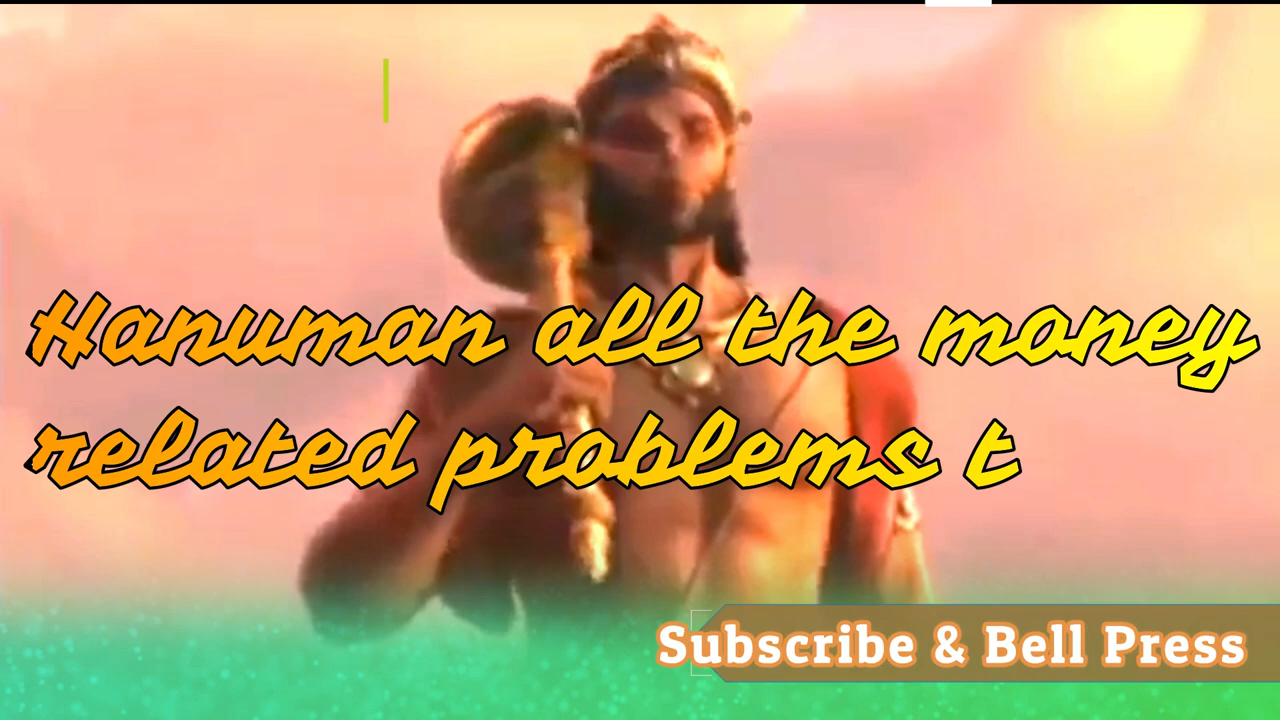 Hanuman all the money
related problems t
Subscribe & Bell Press